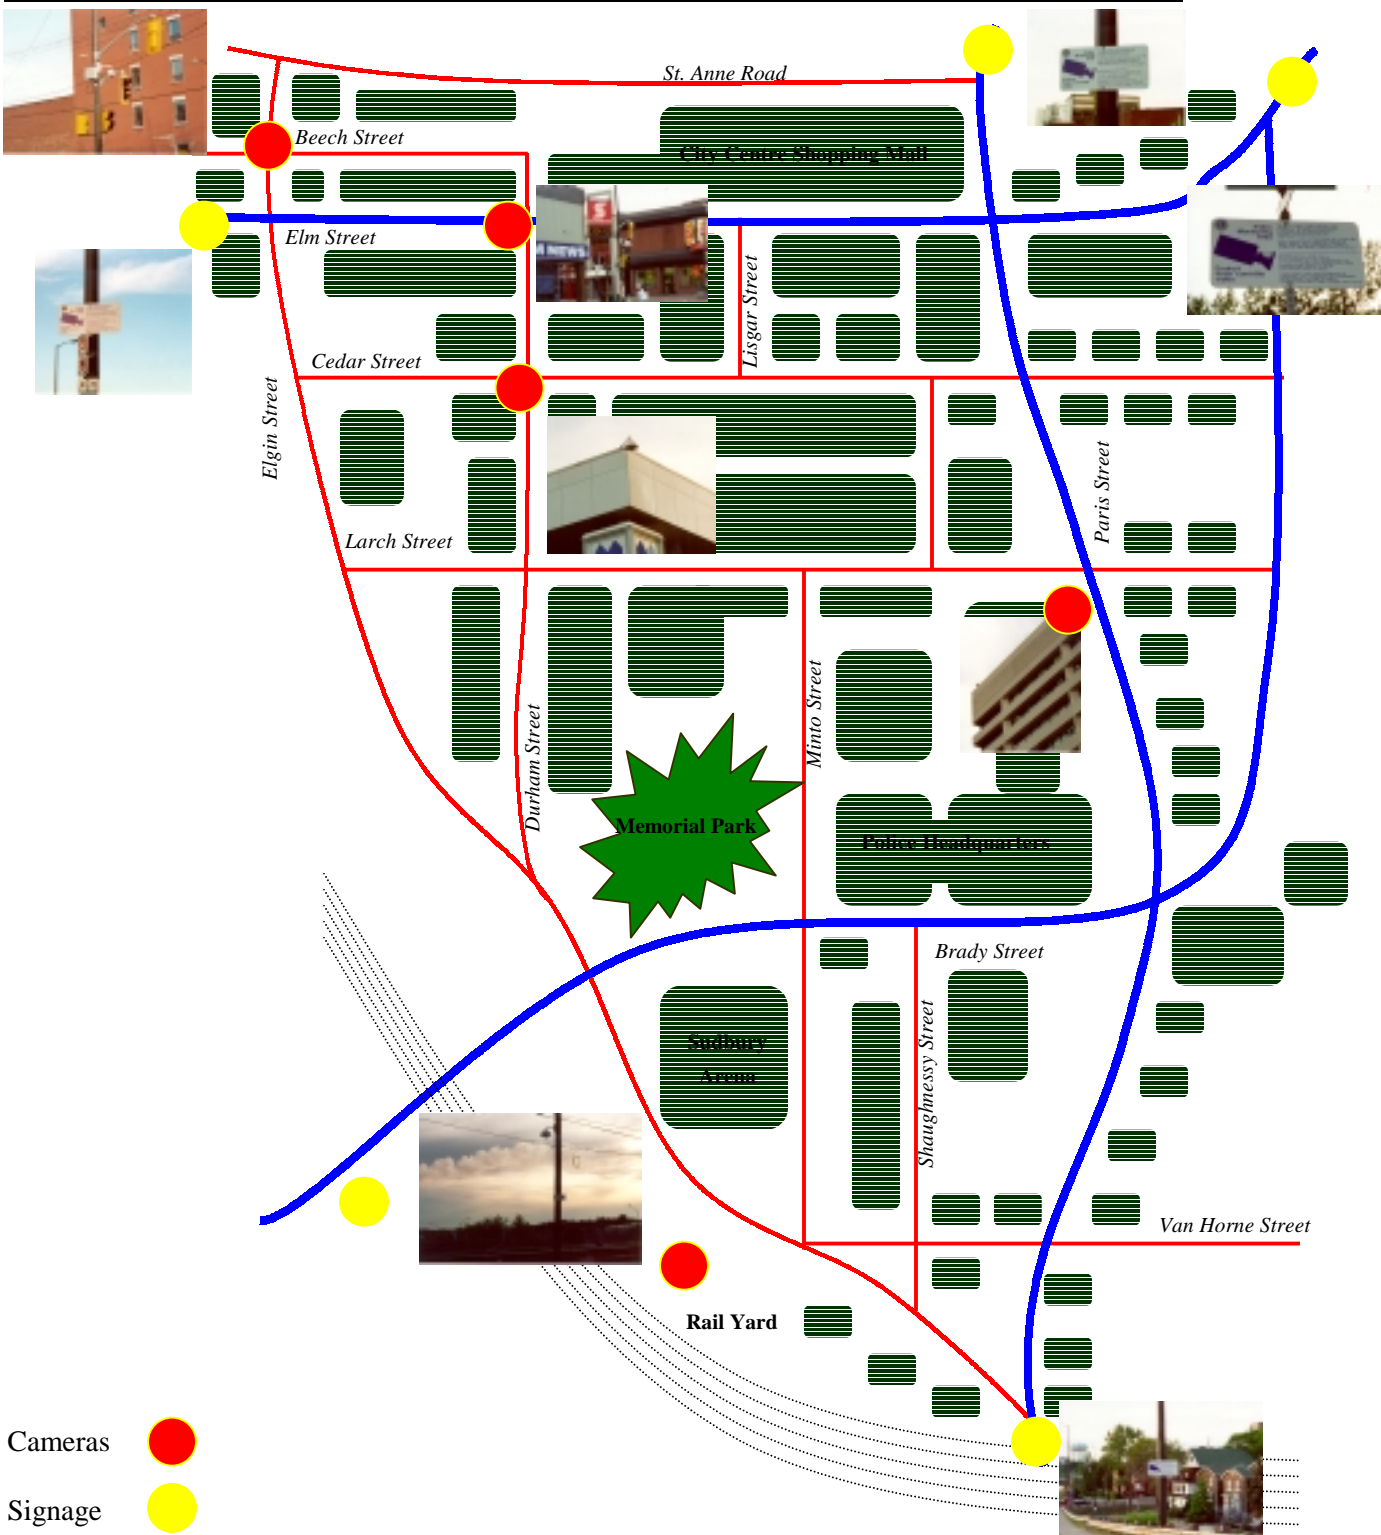 St. Anne Road
Beech Street
City Centre Shopping Mall
Elm Street
Lisgar Street
Cedar Street
Elgin Street
Paris Street
Larch Street
Minto Street
Durham Street
Memorial Park
Police Headquarters
Brady Street
Sudbury
Arena
Shaughnessy Street
Van Horne Street
Rail Yard
Cameras
Signage